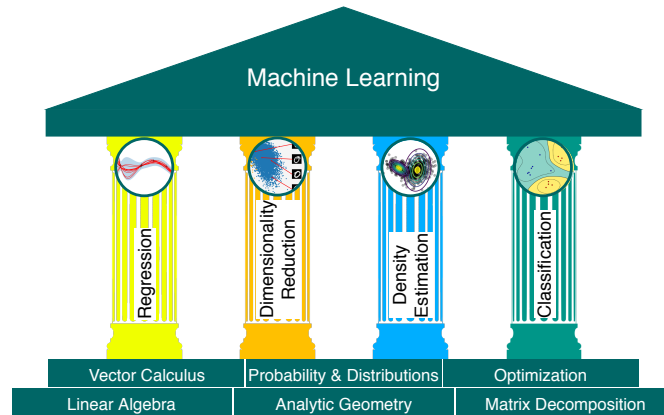 Machine Learning
Regression
Dimensionality
Reduction
Density
Estimation
Classification
Vector Calculus
Probability & Distributions
Optimization
Linear Algebra
Analytic Geometry
Matrix Decomposition